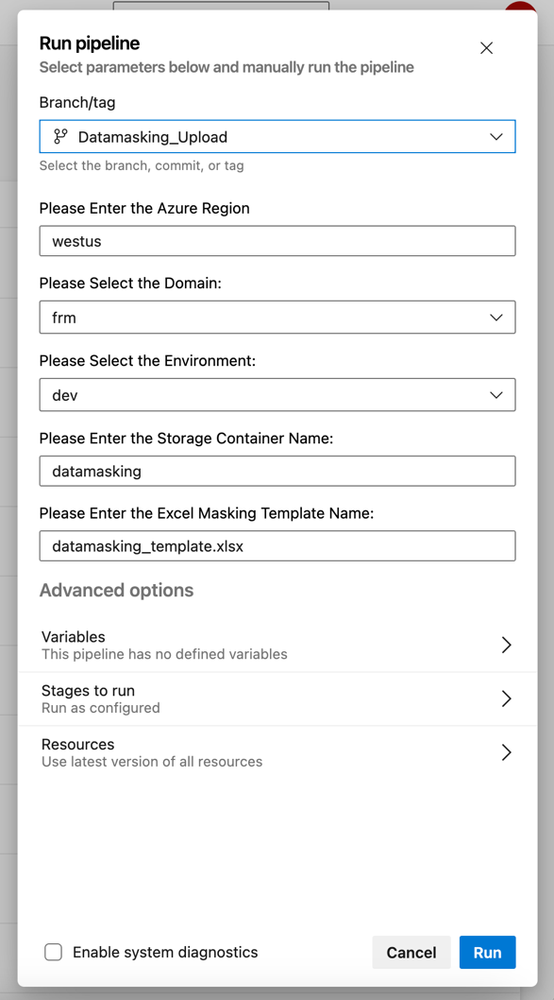 Run pipeline
Select parameters below and manually run the pipeline
Branch/tag
Datamasking_Upload
Select the branch, commit, or tag
Please Enter the Azure Region
westus
Please Select the Domain:
frm
Please Select the Environment:
dev
Please Enter the Storage Container Name:
datamasking
Please Enter the Excel Masking Template Name:
datamasking_template.xlsx
Advanced options
Variables
This pipeline has no defined variables
Stages to run
Run as configured
Resources
Use latest version of all resources
Enable system diagnostics
Cancel
Run